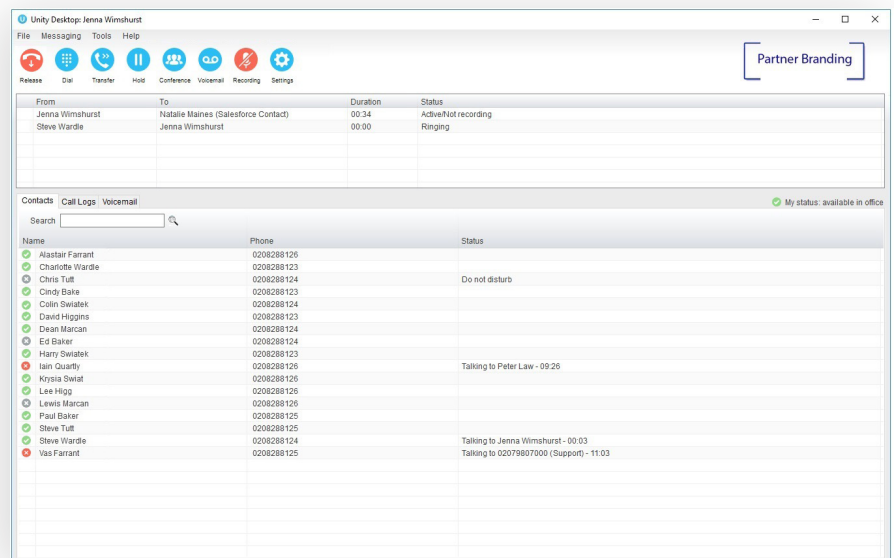 Unity Desktop: Jenna Wimshurst
File Messaging Tools Help
Release Dial Transfer Hold Conference Voicemail Recording Settings
Partner Branding
From To Duration Status
Jenna Wimshurst Natalie Maines (Salesforce Contact) 00:34 Active/Not recording
Steve Wardle Jenna Wimshurst 00:00 Ringing
Contacts Call Logs Voicemail My status: available in office
Search
Name Phone Status
Alastair Farrant 0208288126
Charlotte Wardle 0208288123
Chris Tutt 0208288124 Do not disturb
Cindy Bake 0208288123
Colin Swiatek 0208288124
David Higgins 0208288123
Dean Marcan 0208288124
Ed Baker 0208288124
Harry Swiatek 0208288123
Iain Quartly 0208288126 Talking to Peter Law - 09:26
Krysia Swiat 0208288126
Lee Higg 0208288126
Lewis Marcan 0208288126
Paul Baker 0208288125
Steve Tutt 0208288125
Steve Wardle 0208288124 Talking to Jenna Wimshurst - 00:03
Vas Farrant 0208288125 Talking to 02079807000 (Support) - 11:03